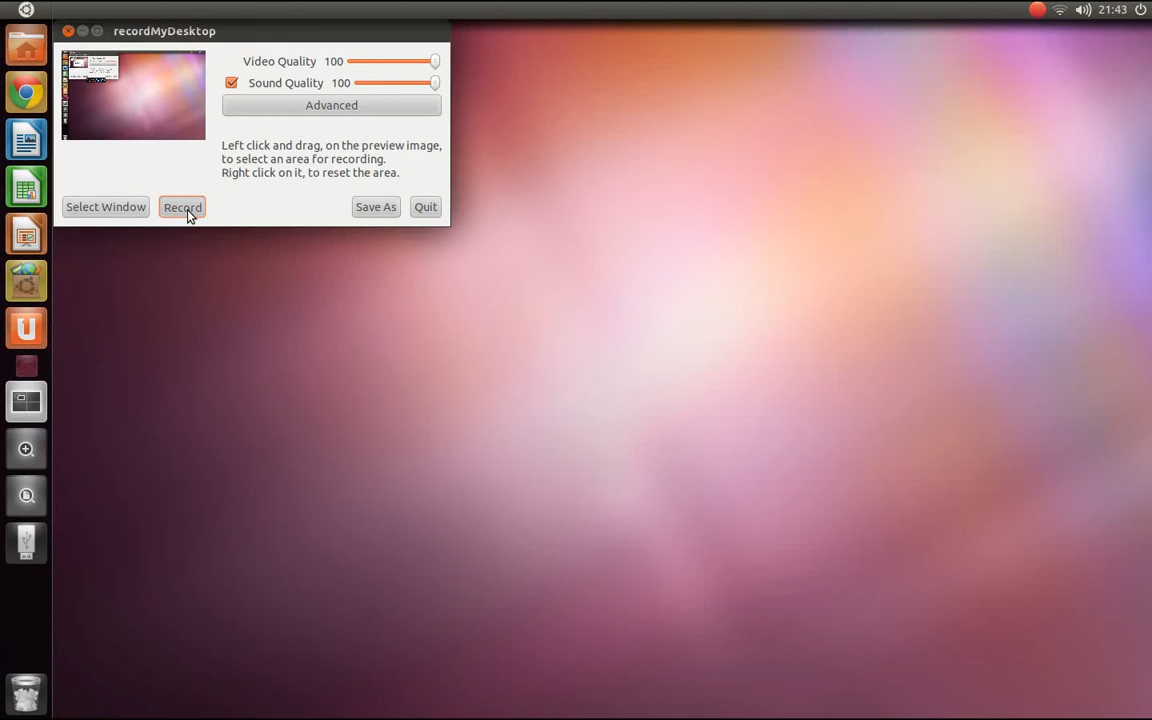 21:43
recordMyDesktop
Video Quality 100
Sound Quality 100
Advanced
Left click and drag, on the preview image,
to select an area for recording.
Right click on it, to reset the area.
Select Window Record Save As Quit